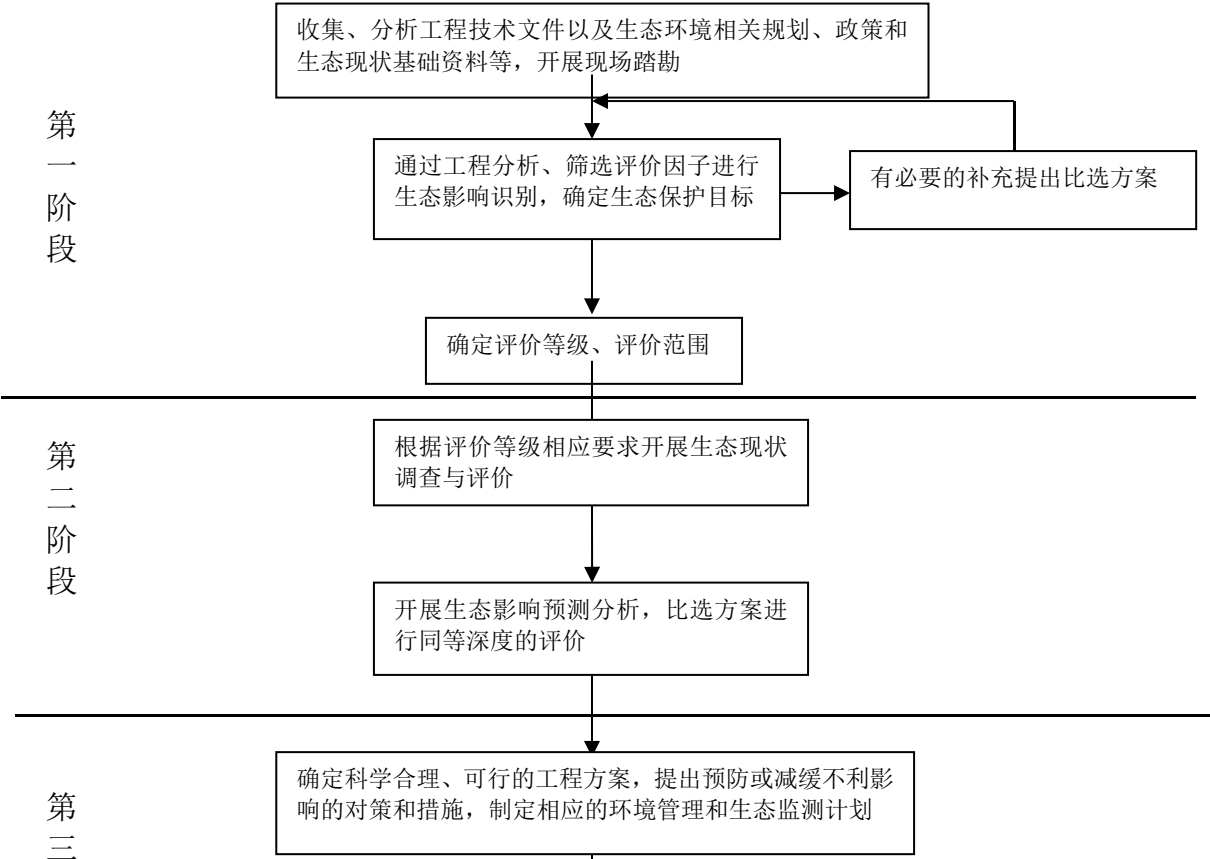 收集、分析工程技术文件以及生态环境相关规划、政策和
生态现状基础资料等，开展现场踏勘
第
一
阶
段
通过工程分析、筛选评价因子进行
生态影响识别，确定生态保护目标
有必要的补充提出比选方案
确定评价等级、评价范围
第
二
阶
段
根据评价等级相应要求开展生态现状
调查与评价
开展生态影响预测分析，比选方案进
行同等深度的评价
第
三
确定科学合理、可行的工程方案，提出预防或减缓不利影
响的对策和措施，制定相应的环境管理和生态监测计划